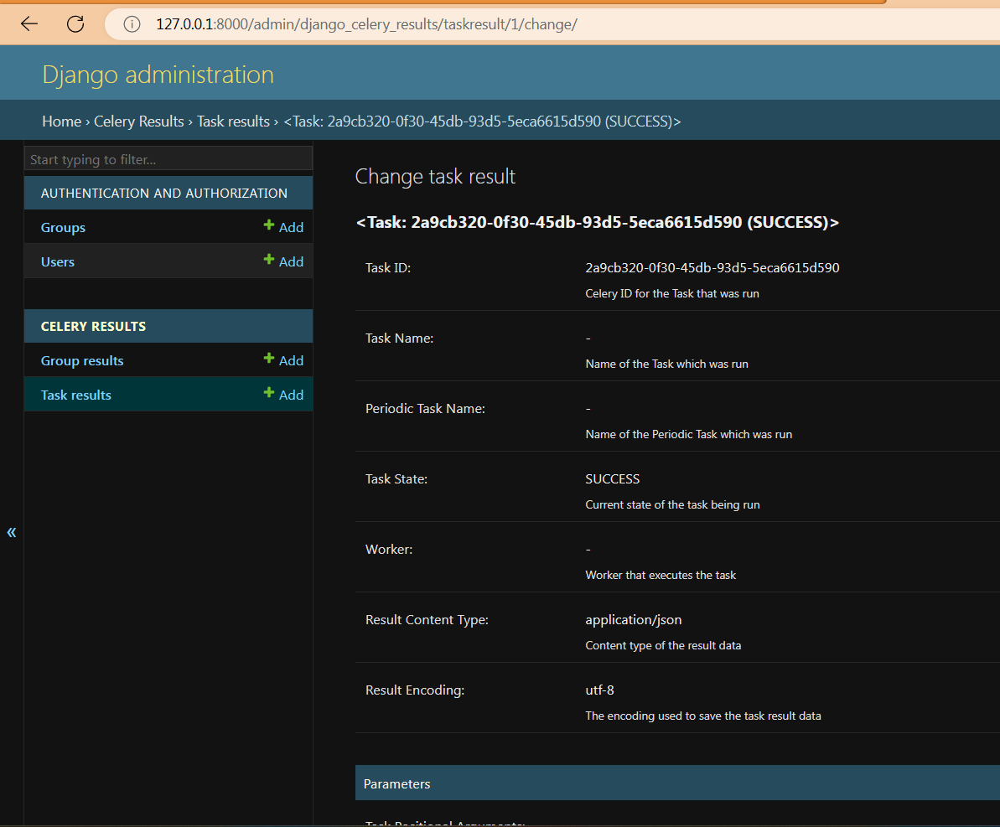 127.0.0.1:8000/admin/django_celery_results/taskresult/1/change/
Django administration
Home › Celery Results › Task results › <Task: 2a9cb320-0f30-45db-93d5-5eca6615d590 (SUCCESS)>
Start typing to filter...
AUTHENTICATION AND AUTHORIZATION
Groups + Add
Users + Add
CELERY RESULTS
Group results + Add
Task results + Add
«
Change task result
<Task: 2a9cb320-0f30-45db-93d5-5eca6615d590 (SUCCESS)>
Task ID: 2a9cb320-0f30-45db-93d5-5eca6615d590
Celery ID for the Task that was run
Task Name: -
Name of the Task which was run
Periodic Task Name: -
Name of the Periodic Task which was run
Task State: SUCCESS
Current state of the task being run
Worker: -
Worker that executes the task
Result Content Type: application/json
Content type of the result data
Result Encoding: utf-8
The encoding used to save the task result data
Parameters
Task Positional Arguments: